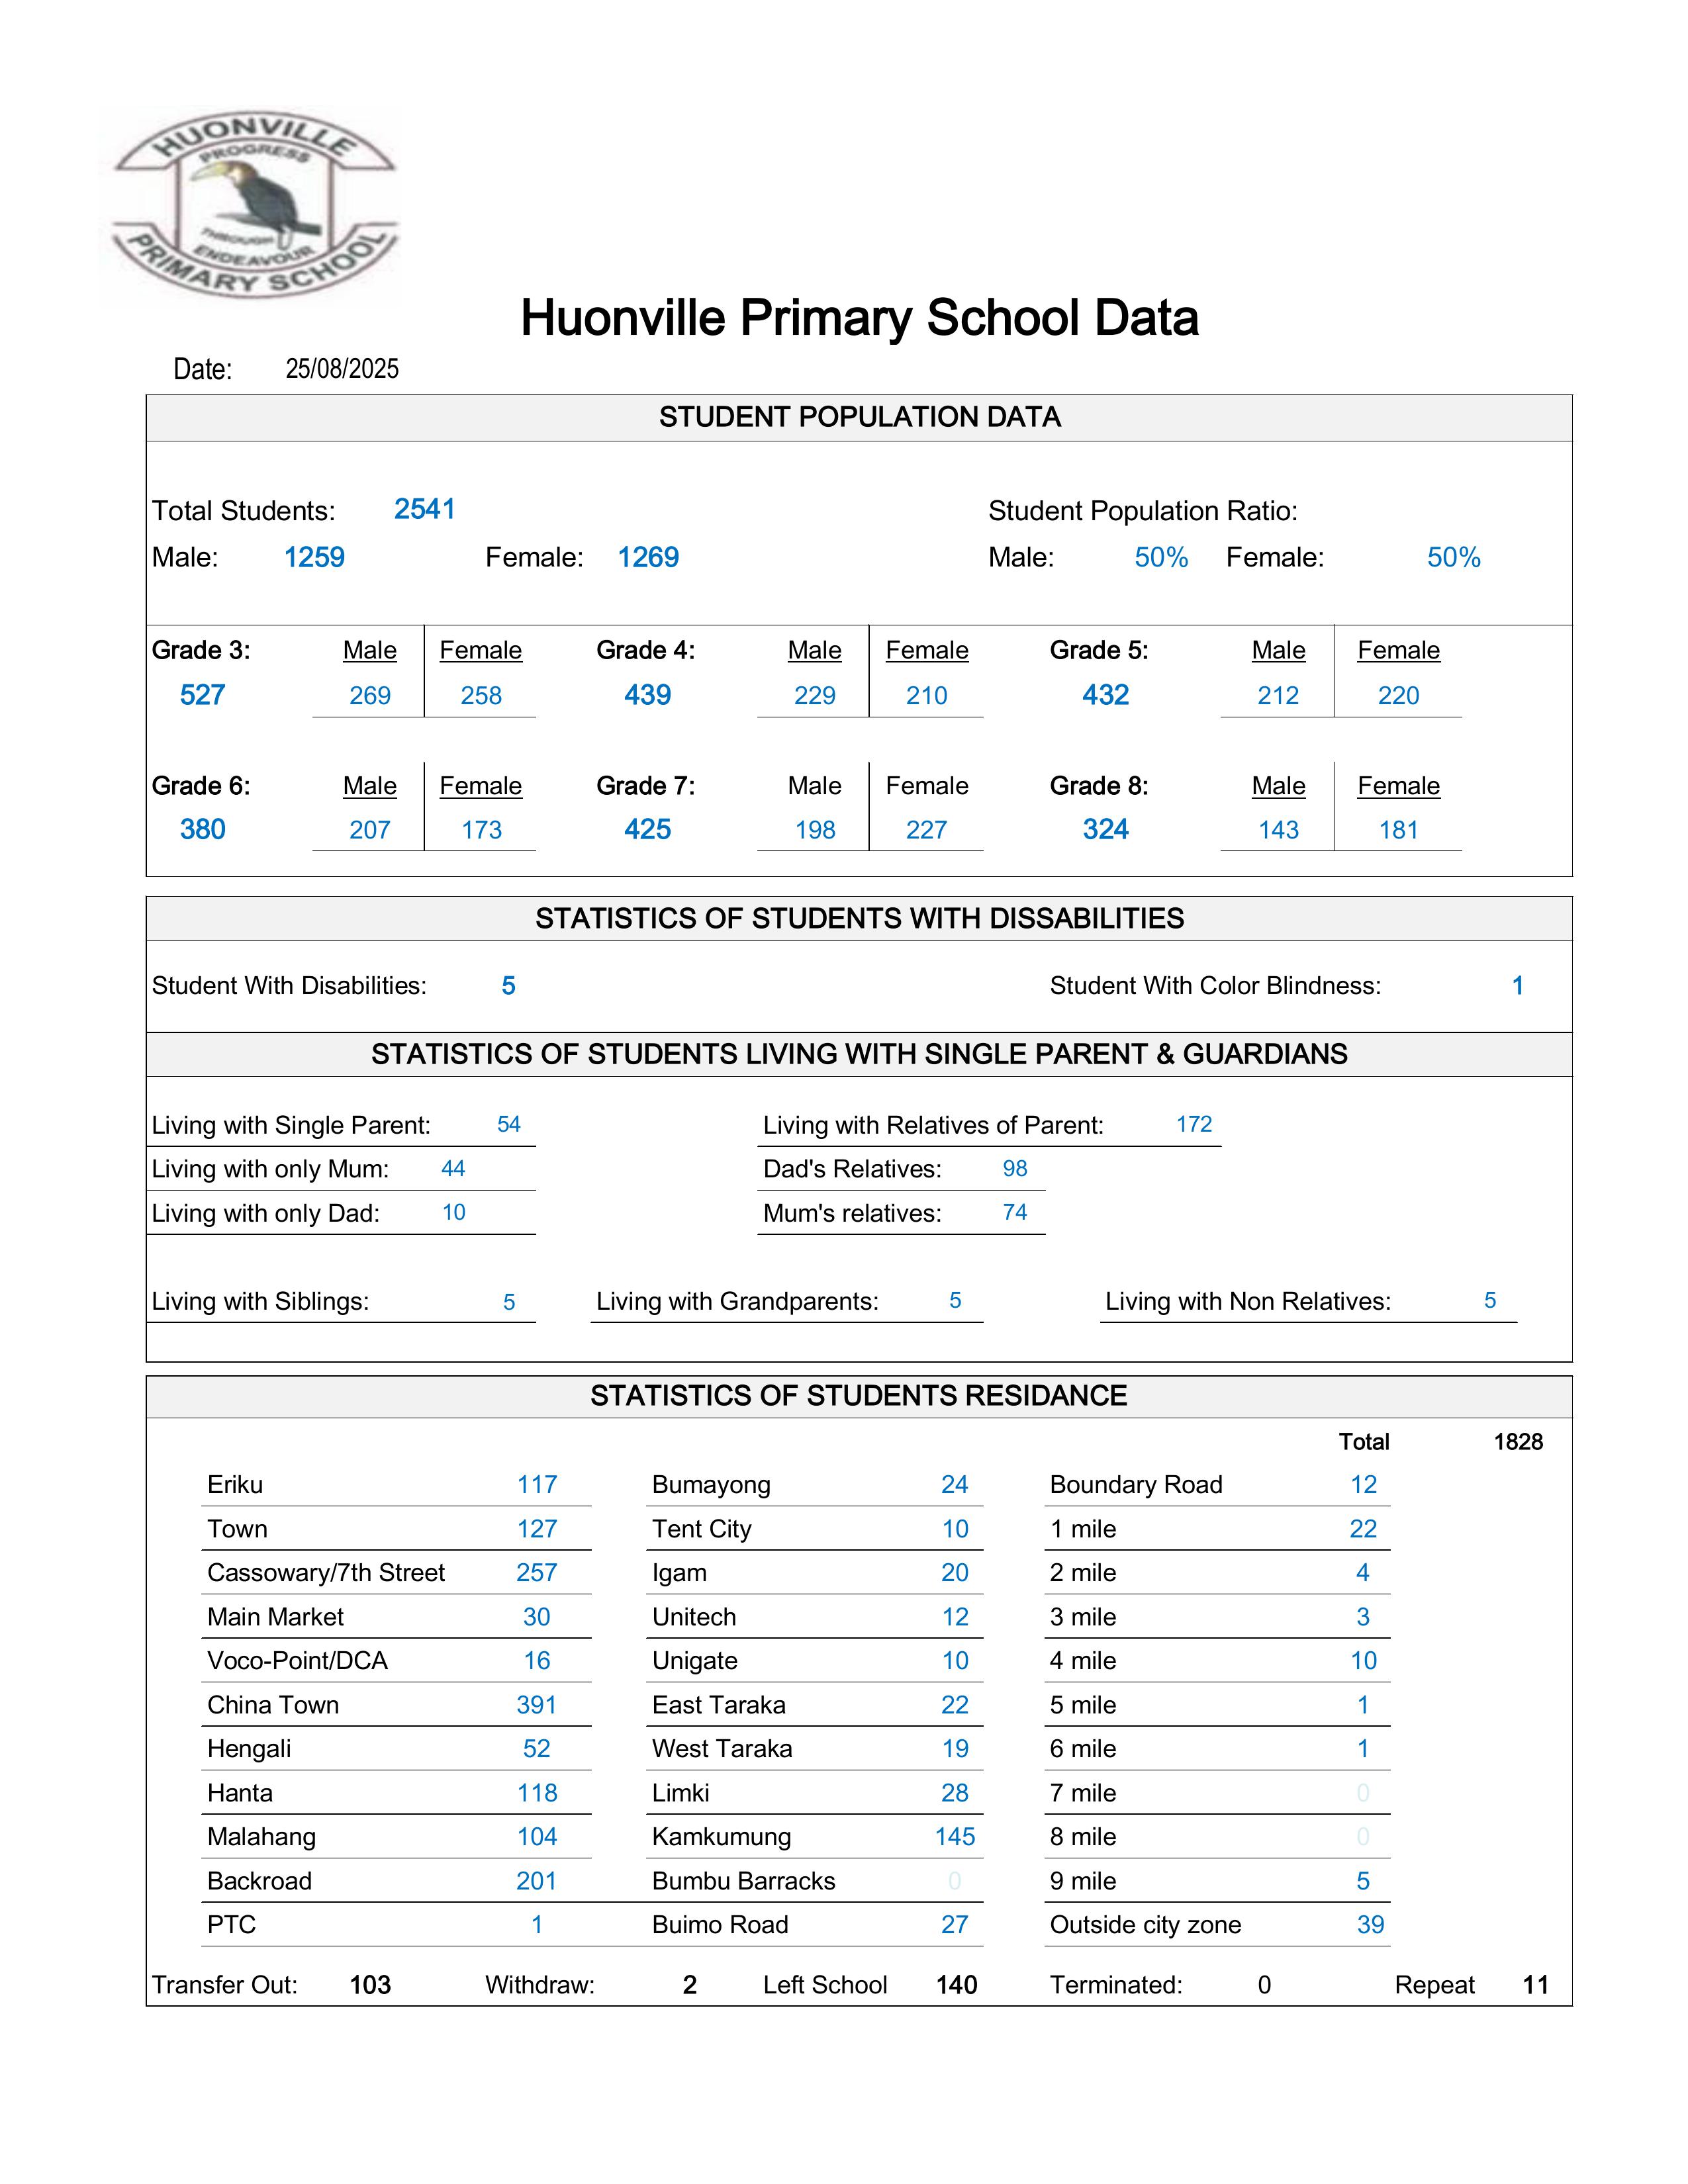 HUONVILLE
PROGRESS
THROUGH
ENDEAVOUR
PRIMARY SCHOOL
Huonville Primary School Data
Date: 25/08/2025
STUDENT POPULATION DATA
Total Students: 2541 Student Population Ratio:
Male: 1259 Female: 1269 Male: 50% Female: 50%
Grade 3: Male Female Grade 4: Male Female Grade 5: Male Female
527 269 258 439 229 210 432 212 220
Grade 6: Male Female Grade 7: Male Female Grade 8: Male Female
380 207 173 425 198 227 324 143 181
STATISTICS OF STUDENTS WITH DISSABILITIES
Student With Disabilities: 5 Student With Color Blindness: 1
STATISTICS OF STUDENTS LIVING WITH SINGLE PARENT & GUARDIANS
Living with Single Parent: 54 Living with Relatives of Parent: 172
Living with only Mum: 44 Dad's Relatives: 98
Living with only Dad: 10 Mum's relatives: 74
Living with Siblings: 5 Living with Grandparents: 5 Living with Non Relatives: 5
STATISTICS OF STUDENTS RESIDANCE
Total 1828
Eriku 117 Bumayong 24 Boundary Road 12
Town 127 Tent City 10 1 mile 22
Cassowary/7th Street 257 Igam 20 2 mile 4
Main Market 30 Unitech 12 3 mile 3
Voco-Point/DCA 16 Unigate 10 4 mile 10
China Town 391 East Taraka 22 5 mile 1
Hengali 52 West Taraka 19 6 mile 1
Hanta 118 Limki 28 7 mile 0
Malahang 104 Kamkumung 145 8 mile 0
Backroad 201 Bumbu Barracks 0 9 mile 5
PTC 1 Buimo Road 27 Outside city zone 39
Transfer Out: 103 Withdraw: 2 Left School 140 Terminated: 0 Repeat 11